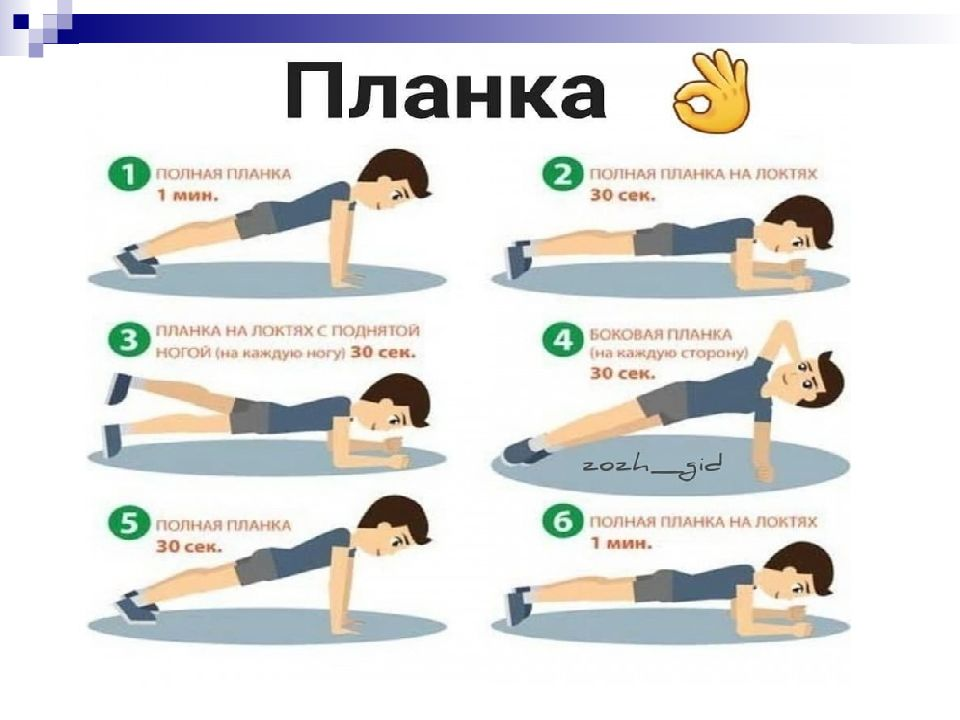 Планка
1 ПОЛНАЯ ПЛАНКА
1 мин.
2 ПОЛНАЯ ПЛАНКА НА ЛОКТЯХ
30 сек.
3 ПЛАНКА НА ЛОКТЯХ С ПОДНЯТОЙ
НОГОЙ (на каждую ногу) 30 сек.
4 БОКОВАЯ ПЛАНКА
(на каждую сторону)
30 сек.
zozh__gid
5 ПОЛНАЯ ПЛАНКА
30 сек.
6 ПОЛНАЯ ПЛАНКА НА ЛОКТЯХ
1 мин.